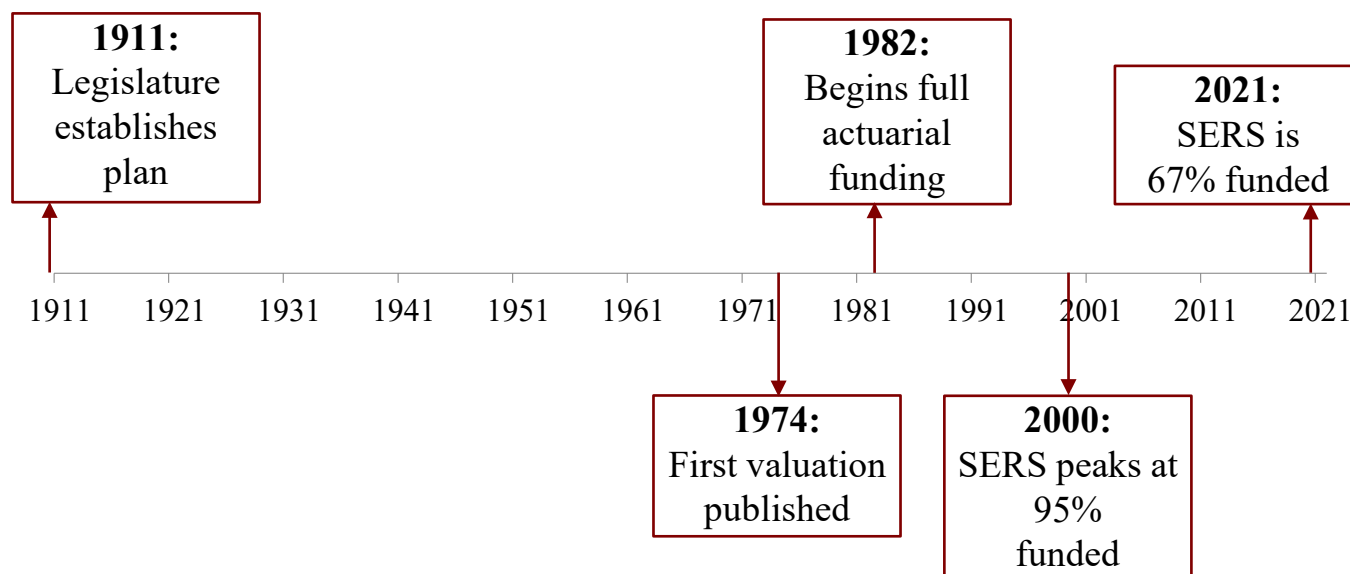 1911:
Legislature
establishes
plan
1982:
Begins full
actuarial
funding
2021:
SERS is
67% funded
1911 1921 1931 1941 1951 1961 1971 1981 1991 2001 2011 2021
1974:
First valuation
published
2000:
SERS peaks at
95%
funded